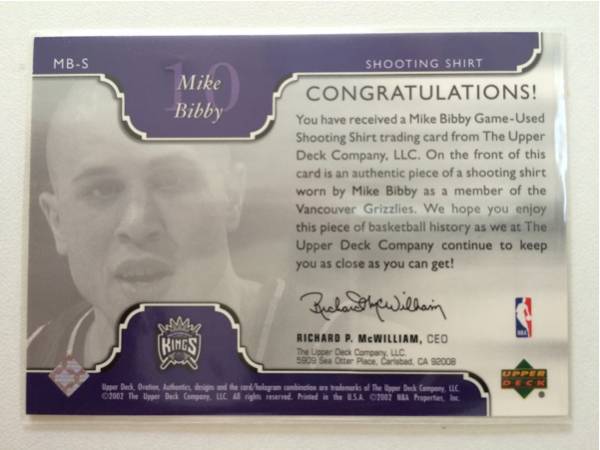 MB-S
10
Mike
Bibby
SHOOTING SHIRT
CONGRATULATIONS!
You have received a Mike Bibby Game-Used
Shooting Shirt trading card from The Upper
Deck Company, LLC. On the front of this
card is an authentic piece of a shooting shirt
worn by Mike Bibby as a member of the
Vancouver Grizzlies. We hope you enjoy
this piece of basketball history as we at The
Upper Deck Company continue to keep
you as close as you can get!
Richard P. McWilliam
RICHARD P. McWILLIAM, CEO
The Upper Deck Company, LLC.
5909 Sea Otter Place, Carlsbad, CA 92008
KINGS
NBA
UPPER
DECK
Upper Deck, Ovation, Authentics, designs and the card/hologram combination are trademarks of The Upper Deck Company, LLC.
©2002 The Upper Deck Company, LLC. All rights reserved. Printed in the U.S.A. ©2002 NBA Properties, Inc.